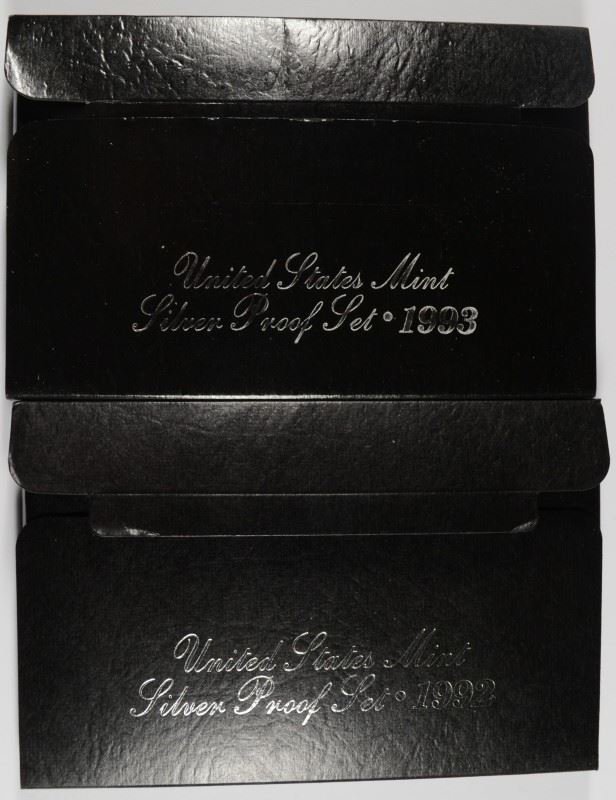 United States Mint
Silver Proof Set • 1993
United States Mint
Silver Proof Set • 1992